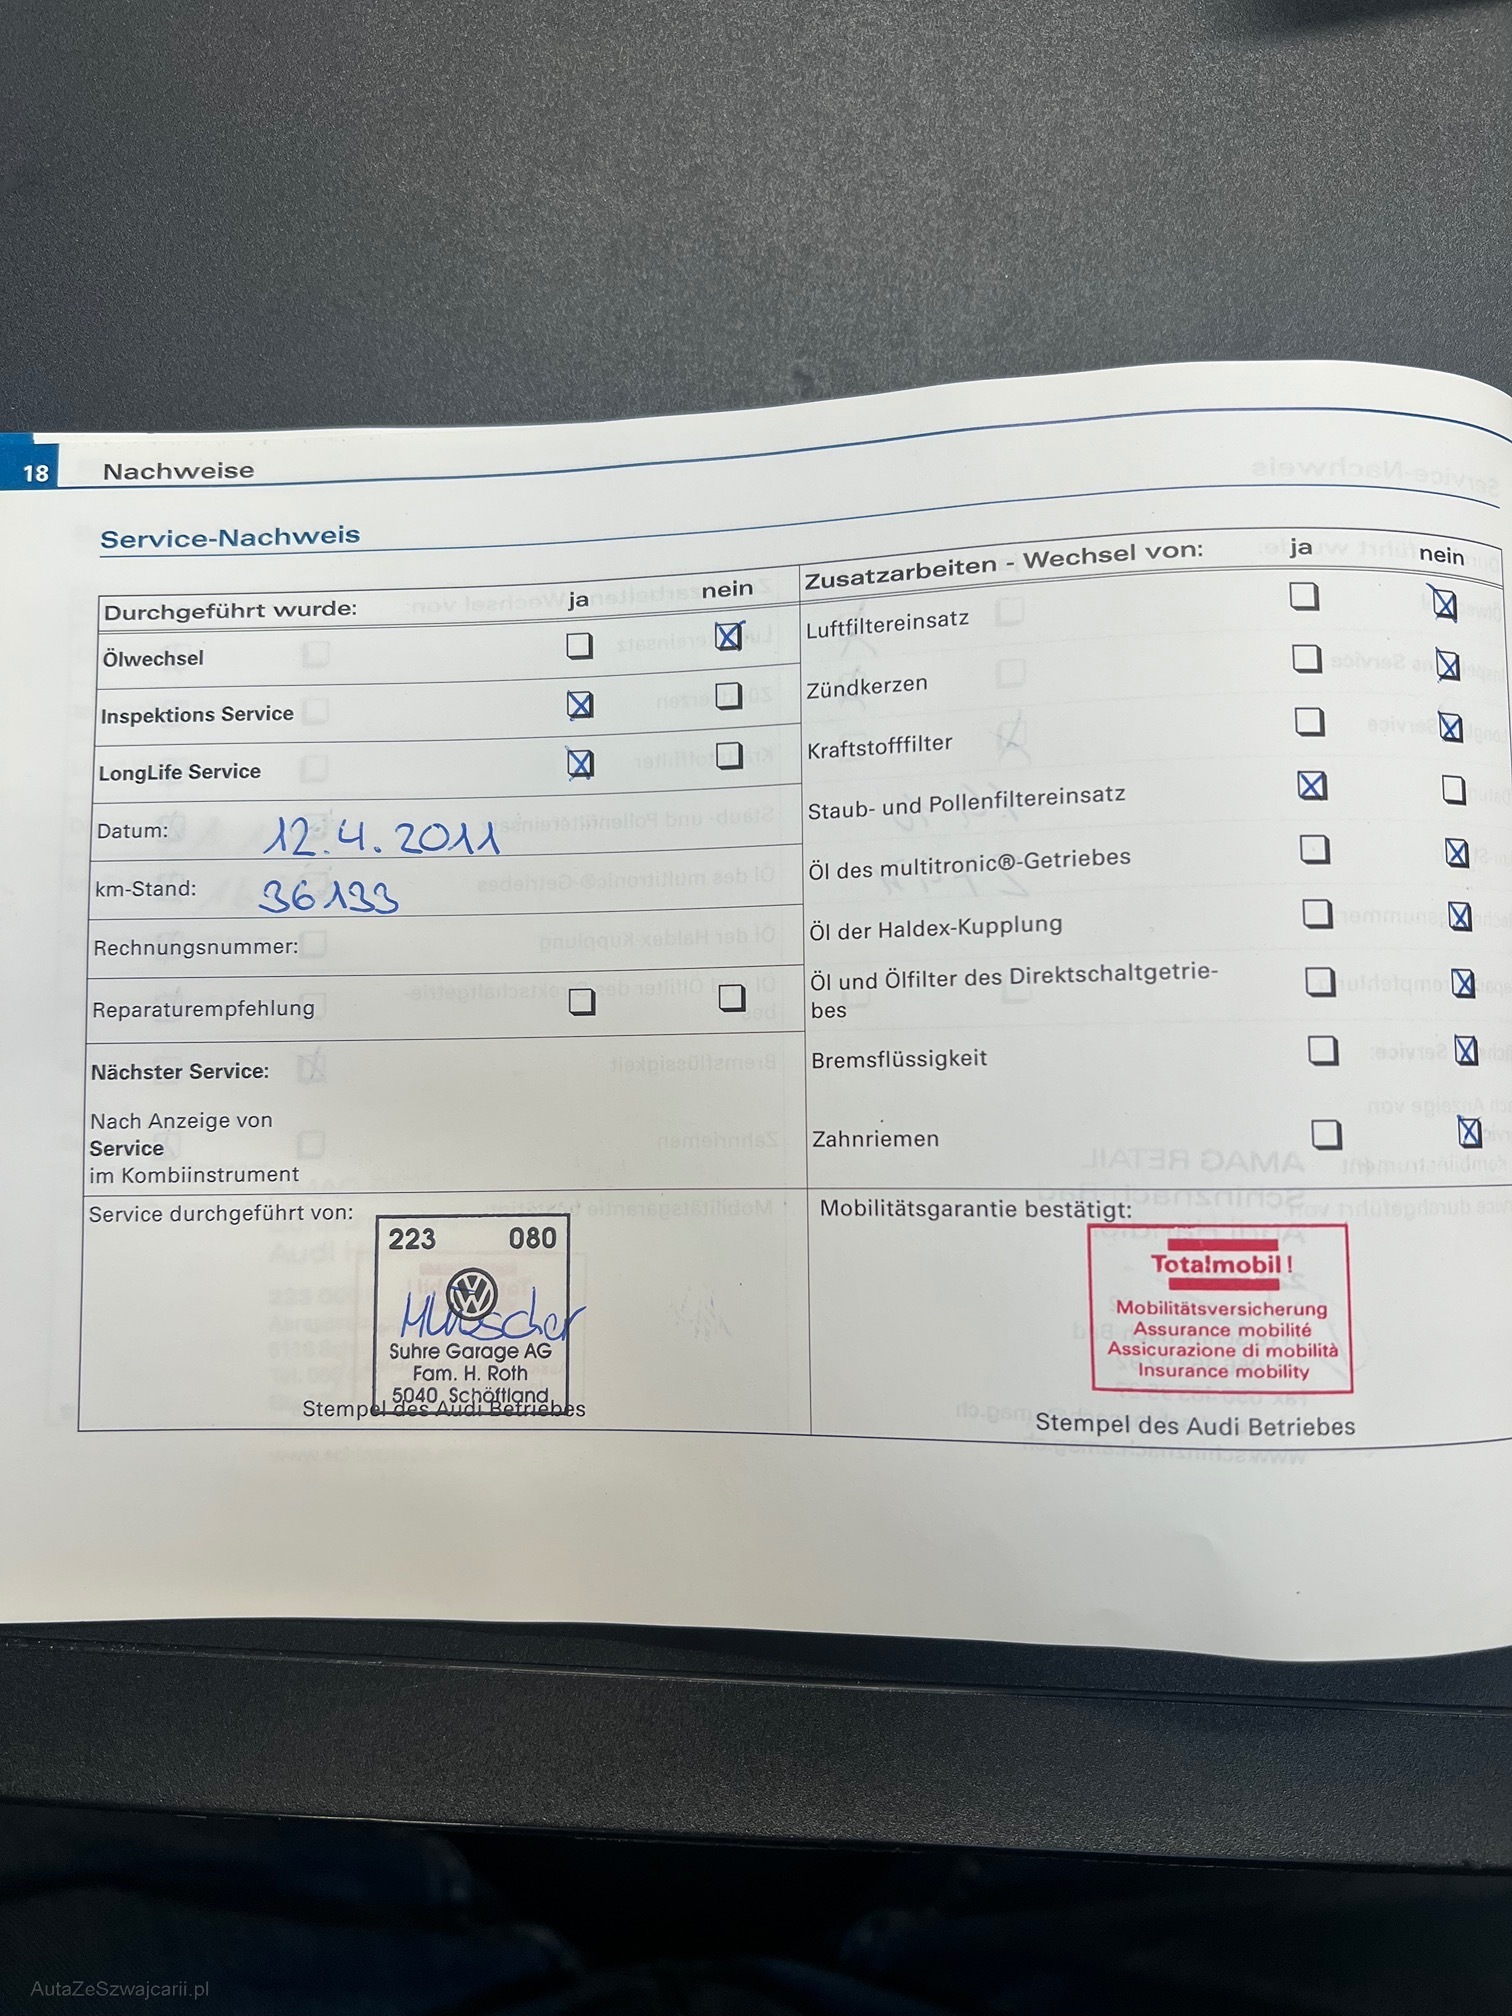 18 Nachweise
Service-Nachweis
Durchgeführt wurde: ja nein
Ölwechsel
Inspektions Service
LongLife Service
Datum: 12.4.2011
km-Stand: 36133
Rechnungsnummer:
Reparaturempfehlung
Nächster Service:
Nach Anzeige von
Service
im Kombiinstrument
Zusatzarbeiten - Wechsel von: ja nein
Luftfiltereinsatz
Zündkerzen
Kraftstofffilter
Staub- und Pollenfiltereinsatz
Öl des multitronic®-Getriebes
Öl der Haldex-Kupplung
Öl und Ölfilter des Direktschaltgetrie-
bes
Bremsflüssigkeit
Zahnriemen
Service durchgeführt von:
223 080
Suhre Garage AG
Fam. H. Roth
5040 Schöftland
Stempel des Audi Betriebes
Mobilitätsgarantie bestätigt:
Totalmobil!
Mobilitätsversicherung
Assurance mobilité
Assicurazione di mobilità
Insurance mobility
Stempel des Audi Betriebes
AutaZeSzwajcarii.pl